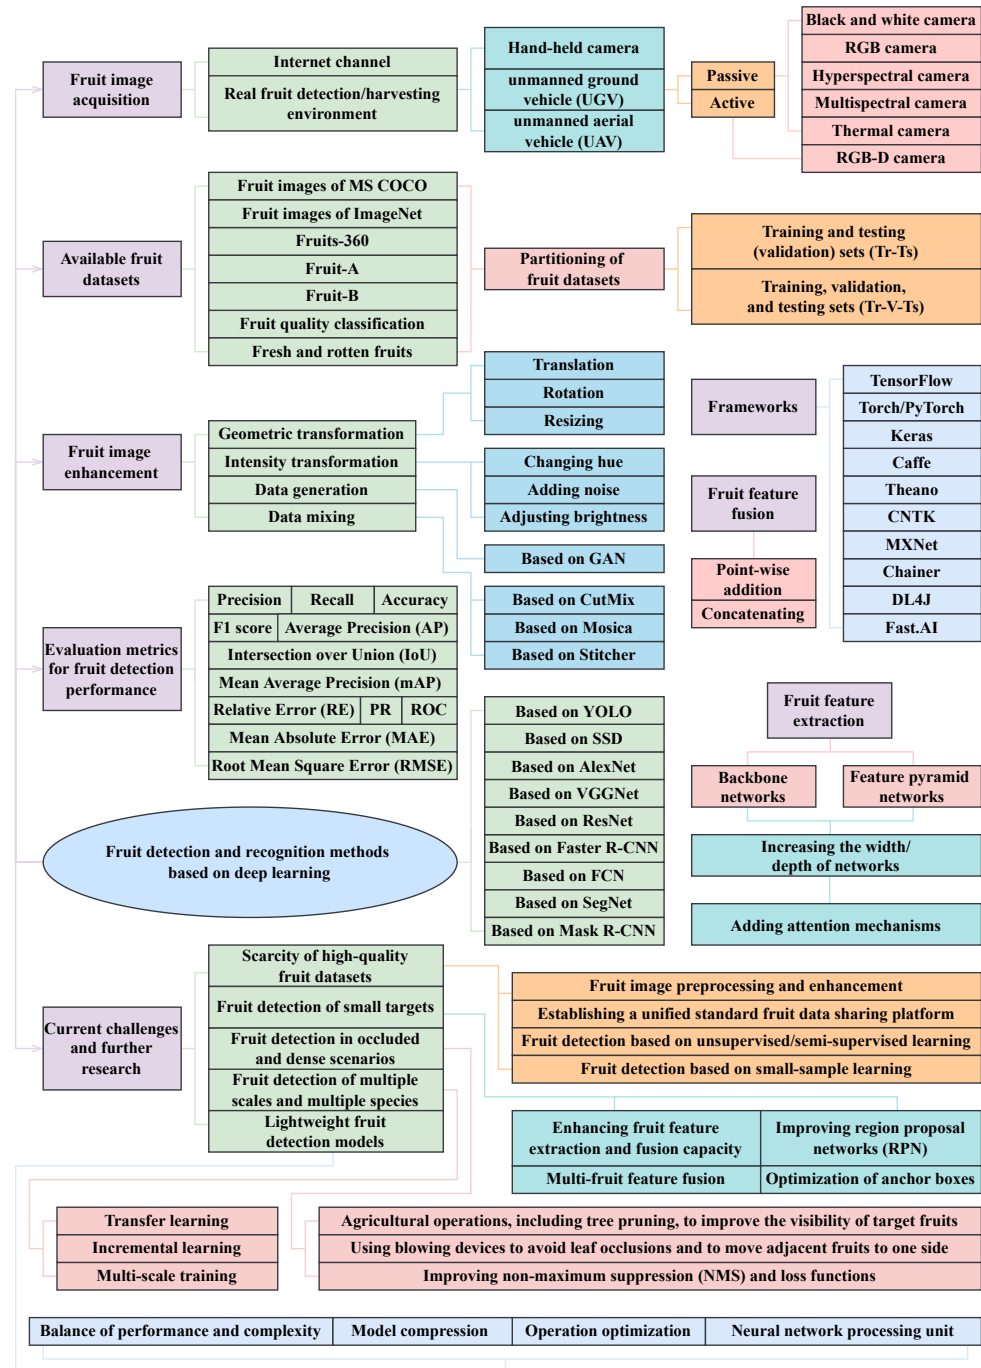 Fruit image
acquisition
Internet channel
Real fruit detection/harvesting
environment
Hand-held camera
unmanned ground
vehicle (UGV)
unmanned aerial
vehicle (UAV)
Passive
Active
Black and white camera
RGB camera
Hyperspectral camera
Multispectral camera
Thermal camera
RGB-D camera
Available fruit
datasets
Fruit images of MS COCO
Fruit images of ImageNet
Fruits-360
Fruit-A
Fruit-B
Fruit quality classification
Fresh and rotten fruits
Partitioning of
fruit datasets
Training and testing
(validation) sets (Tr-Ts)
Training, validation,
and testing sets (Tr-V-Ts)
Fruit image
enhancement
Geometric transformation
Intensity transformation
Data generation
Data mixing
Translation
Rotation
Resizing
Changing hue
Adding noise
Adjusting brightness
Based on GAN
Based on CutMix
Based on Mosica
Based on Stitcher
Frameworks
TensorFlow
Torch/PyTorch
Keras
Caffe
Theano
CNTK
MXNet
Chainer
DL4J
Fast.AI
Fruit feature
fusion
Point-wise
addition
Concatenating
Evaluation metrics
for fruit detection
performance
Precision
Recall
Accuracy
F1 score
Average Precision (AP)
Intersection over Union (IoU)
Mean Average Precision (mAP)
Relative Error (RE)
PR
ROC
Mean Absolute Error (MAE)
Root Mean Square Error (RMSE)
Fruit detection and recognition methods
based on deep learning
Based on YOLO
Based on SSD
Based on AlexNet
Based on VGGNet
Based on ResNet
Based on Faster R-CNN
Based on FCN
Based on SegNet
Based on Mask R-CNN
Fruit feature
extraction
Backbone
networks
Feature pyramid
networks
Increasing the width/
depth of networks
Adding attention mechanisms
Current challenges
and further
research
Scarcity of high-quality
fruit datasets
Fruit detection of small targets
Fruit detection in occluded
and dense scenarios
Fruit detection of multiple
scales and multiple species
Lightweight fruit
detection models
Fruit image preprocessing and enhancement
Establishing a unified standard fruit data sharing platform
Fruit detection based on unsupervised/semi-supervised learning
Fruit detection based on small-sample learning
Enhancing fruit feature
extraction and fusion capacity
Improving region proposal
networks (RPN)
Multi-fruit feature fusion
Optimization of anchor boxes
Transfer learning
Incremental learning
Multi-scale training
Agricultural operations, including tree pruning, to improve the visibility of target fruits
Using blowing devices to avoid leaf occlusions and to move adjacent fruits to one side
Improving non-maximum suppression (NMS) and loss functions
Balance of performance and complexity
Model compression
Operation optimization
Neural network processing unit